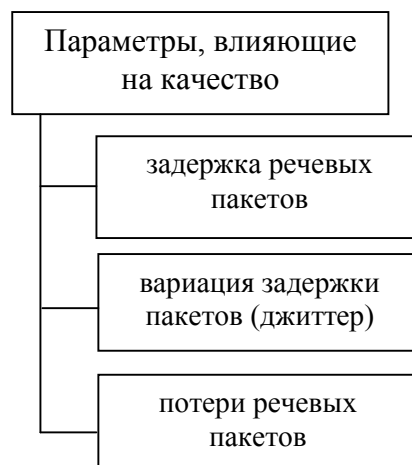 Параметры, влияющие
на качество
задержка речевых
пакетов
вариация задержки
пакетов (джиттер)
потери речевых
пакетов